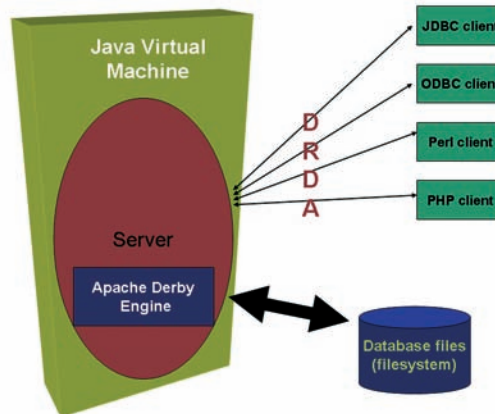 Java Virtual
Machine
Server
Apache Derby
Engine
D
R
D
A
JDBC client
ODBC client
Perl client
PHP client
Database files
(filesystem)